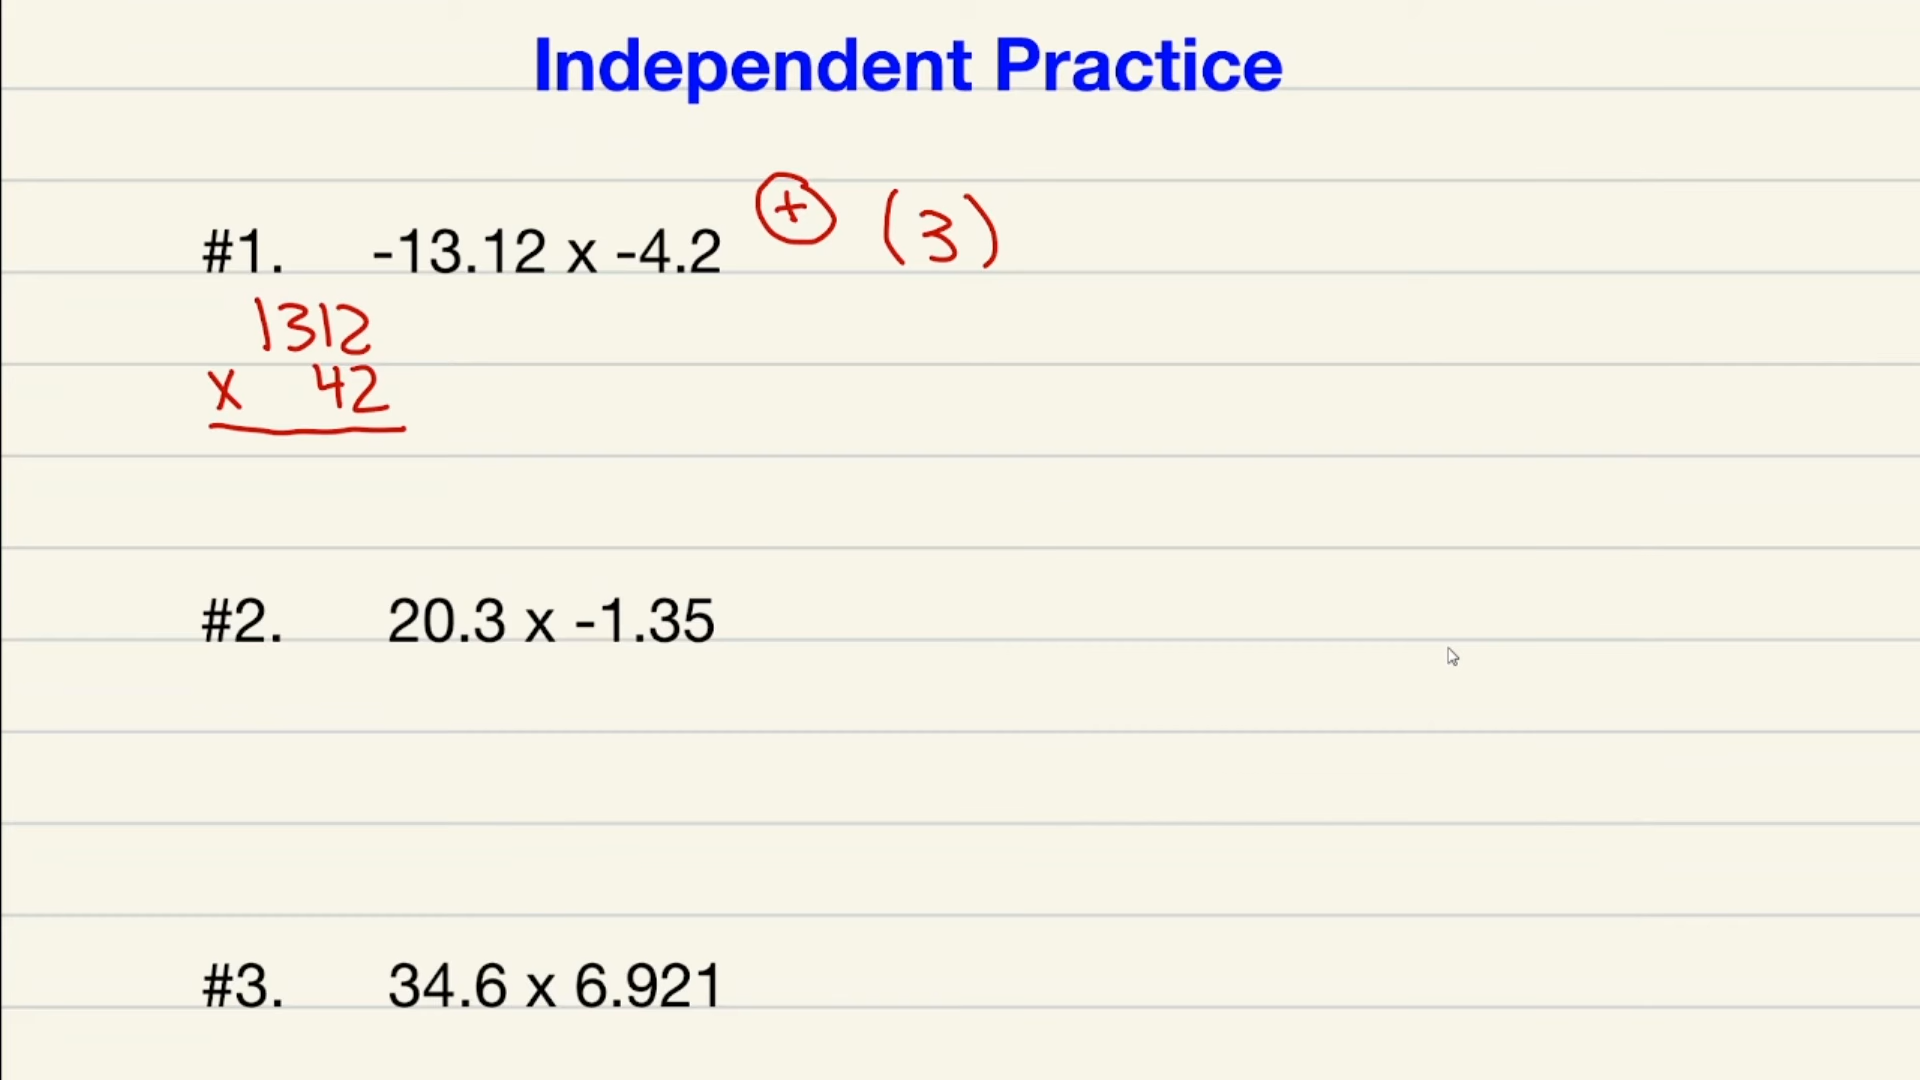 Independent Practice
#1. -13.12 x -4.2 + (3)
1312
x 42
#2. 20.3 x -1.35
#3. 34.6 x 6.921